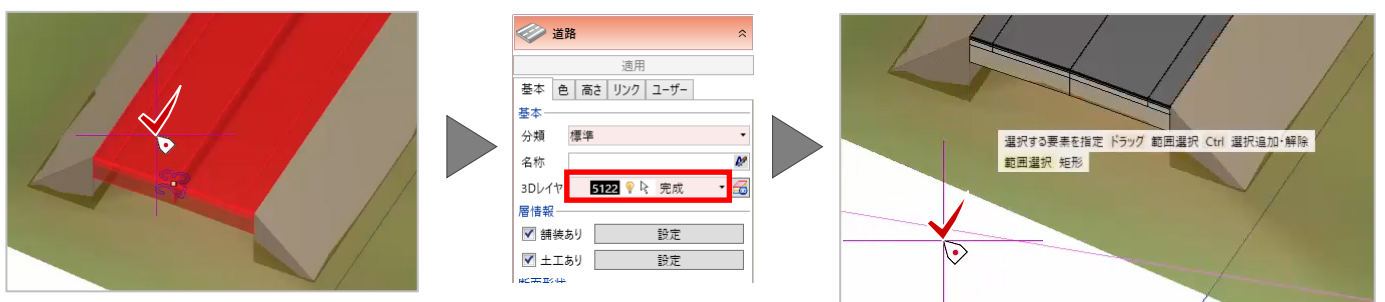 道路
適用
基本 色 高さ リンク ユーザー
基本
分類 標準
名称
3Dレイヤ 5122 完成
層情報
舗装あり 設定
土工あり 設定
断面形状
選択する要素を指定 ドラッグ 範囲選択 Ctrl 選択追加・解除
範囲選択 矩形